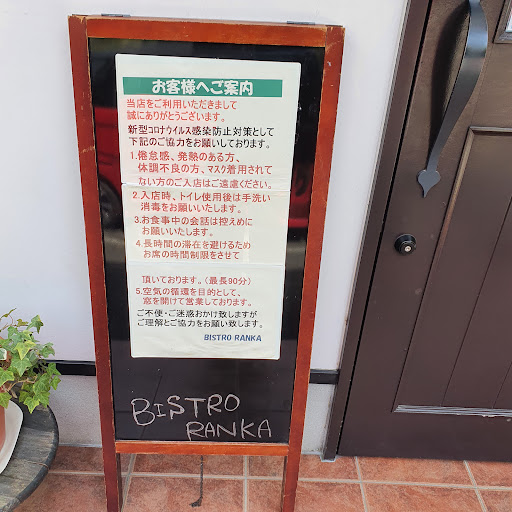 お客様へご案内
当店をご利用いただきまして
誠にありがとうございます。
新型コロナウイルス感染防止対策として
下記のご協力をお願いしております。
1.倦怠感、発熱のある方、
体調不良の方、マスク着用されて
ない方のご入店はご遠慮ください。
2.入店時、トイレ使用後は手洗い
消毒をお願いいたします。
3.お食事中の会話は控えめに
お願いいたします。
4.長時間の滞在を避けるため
お席の時間制限をさせて
頂いております。（最長90分）
5.空気の循環を目的として、
窓を開けて営業しております。
ご不便・ご迷惑おかけ致しますが
ご理解とご協力をお願い致します。
BISTRO RANKA
BISTRO
RANKA